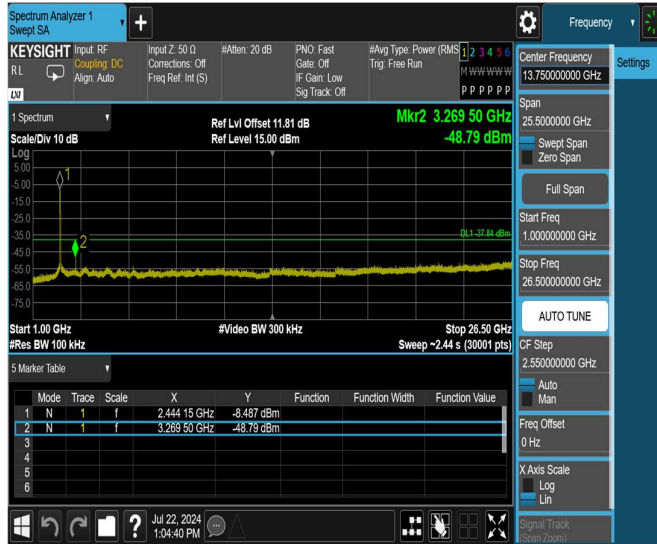 Spectrum Analyzer 1
Swept SA
Frequency
KEYSIGHT
Input: RF
Input Z: 50 Ω
#Atten: 20 dB
PNO: Fast
#Avg Type: Power (RMS
1 2 3 4 5 6
R L
Coupling: DC
Corrections: Off
Gate: Off
Trig: Free Run
M W W W W W
Align: Auto
Freq Ref: Int (S)
IF Gain: Low
Sig Track: Off
P P P P P P
LXI
1 Spectrum
Ref Lvl Offset 11.81 dB
Mkr2 3.269 50 GHz
Scale/Div 10 dB
Ref Level 15.00 dBm
-48.79 dBm
Log
5.00
-5.00
-15.0
-25.0
-35.0
-45.0
-55.0
-65.0
-75.0
1
2
DL1 -37.84 dBm
Start 1.00 GHz
#Video BW 300 kHz
Stop 26.50 GHz
#Res BW 100 kHz
Sweep ~2.44 s (30001 pts)
5 Marker Table
Mode Trace Scale X Y Function Function Width Function Value
1 N 1 f 2.444 15 GHz -8.487 dBm
2 N 1 f 3.269 50 GHz -48.79 dBm
3
4
5
6
Jul 22, 2024
1:04:40 PM
Center Frequency
13.750000000 GHz
Settings
Span
25.5000000 GHz
Swept Span
Zero Span
Full Span
Start Freq
1.000000000 GHz
Stop Freq
26.500000000 GHz
AUTO TUNE
CF Step
2.550000000 GHz
Auto
Man
Freq Offset
0 Hz
X Axis Scale
Log
Lin
Signal Track
(Span Zoom)